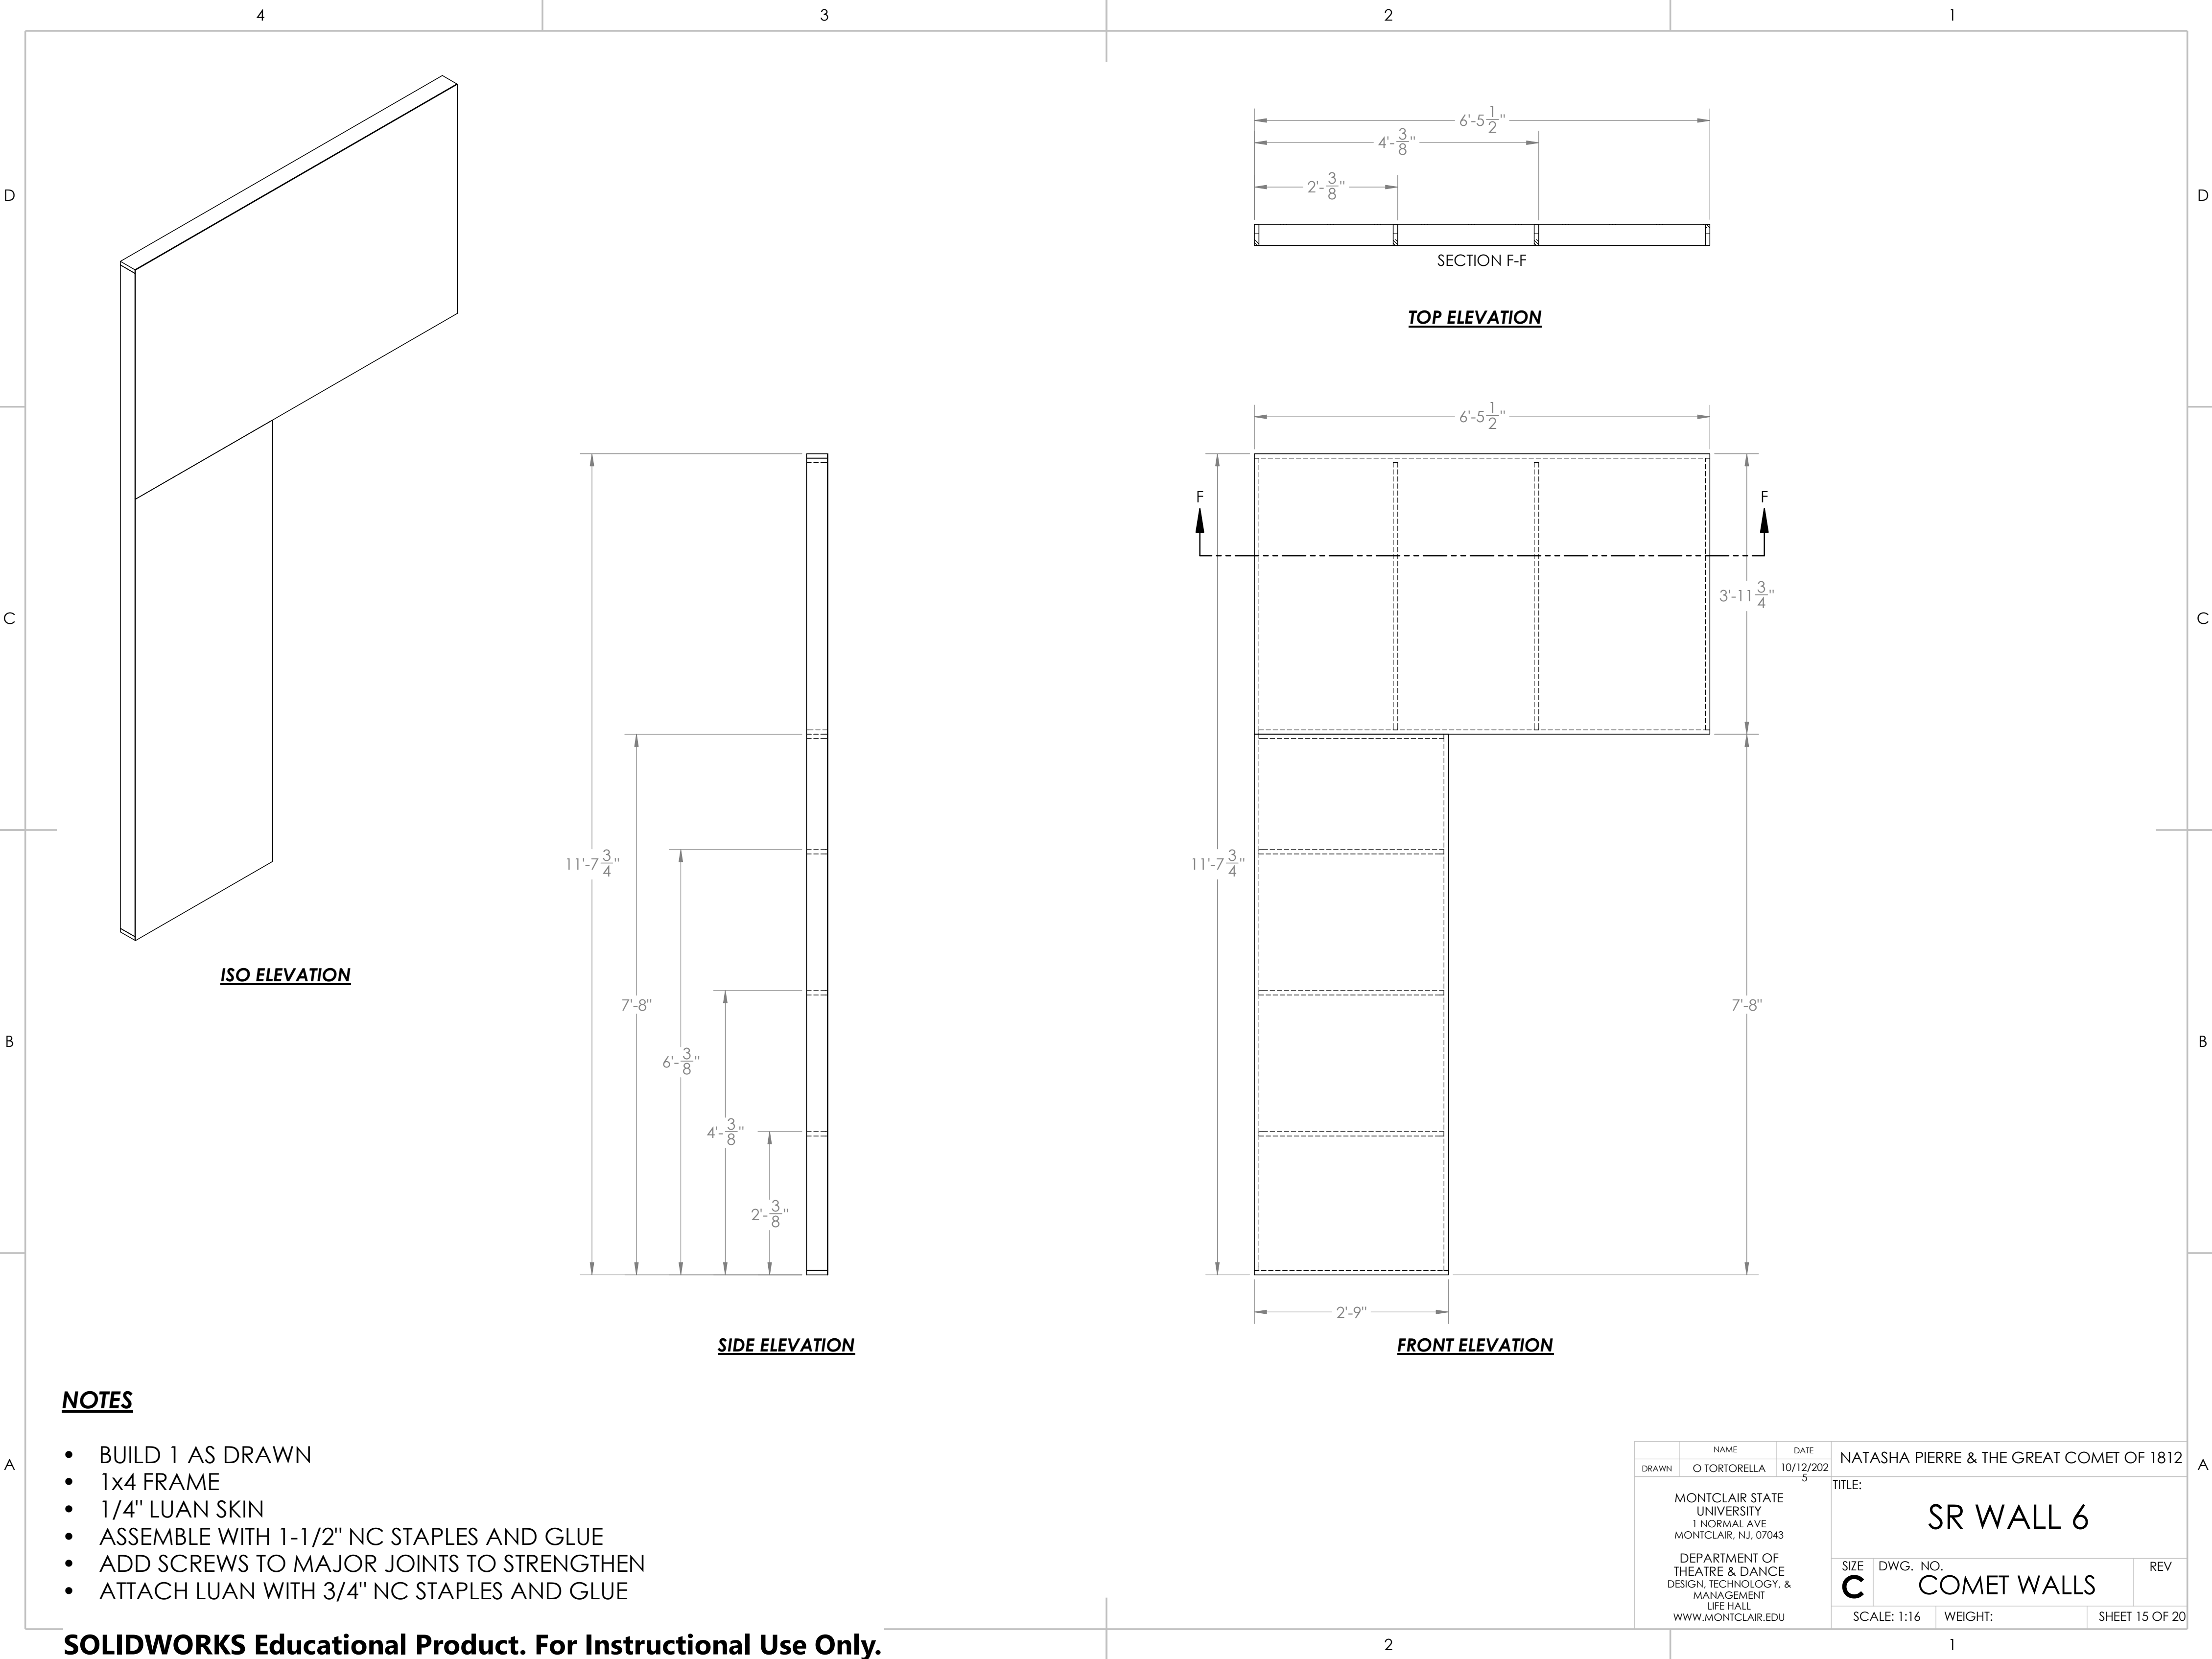 4 3 2 1
D D
C C
B B
A A
6'-5 1/2"
4'-3/8"
2'-3/8"
SECTION F-F
TOP ELEVATION
6'-5 1/2"
F F
3'-11 3/4"
11'-7 3/4"
7'-8"
2'-9"
FRONT ELEVATION
11'-7 3/4"
7'-8"
6'-3/8"
4'-3/8"
2'-3/8"
SIDE ELEVATION
ISO ELEVATION
NOTES
• BUILD 1 AS DRAWN
• 1x4 FRAME
• 1/4" LUAN SKIN
• ASSEMBLE WITH 1-1/2" NC STAPLES AND GLUE
• ADD SCREWS TO MAJOR JOINTS TO STRENGTHEN
• ATTACH LUAN WITH 3/4" NC STAPLES AND GLUE
SOLIDWORKS Educational Product. For Instructional Use Only.
NAME DATE
DRAWN O TORTORELLA 10/12/202
5
MONTCLAIR STATE
UNIVERSITY
1 NORMAL AVE
MONTCLAIR, NJ, 07043
DEPARTMENT OF
THEATRE & DANCE
DESIGN, TECHNOLOGY, &
MANAGEMENT
LIFE HALL
WWW.MONTCLAIR.EDU
NATASHA PIERRE & THE GREAT COMET OF 1812
TITLE:
SR WALL 6
SIZE DWG. NO. REV
C COMET WALLS
SCALE: 1:16 WEIGHT: SHEET 15 OF 20
2 1